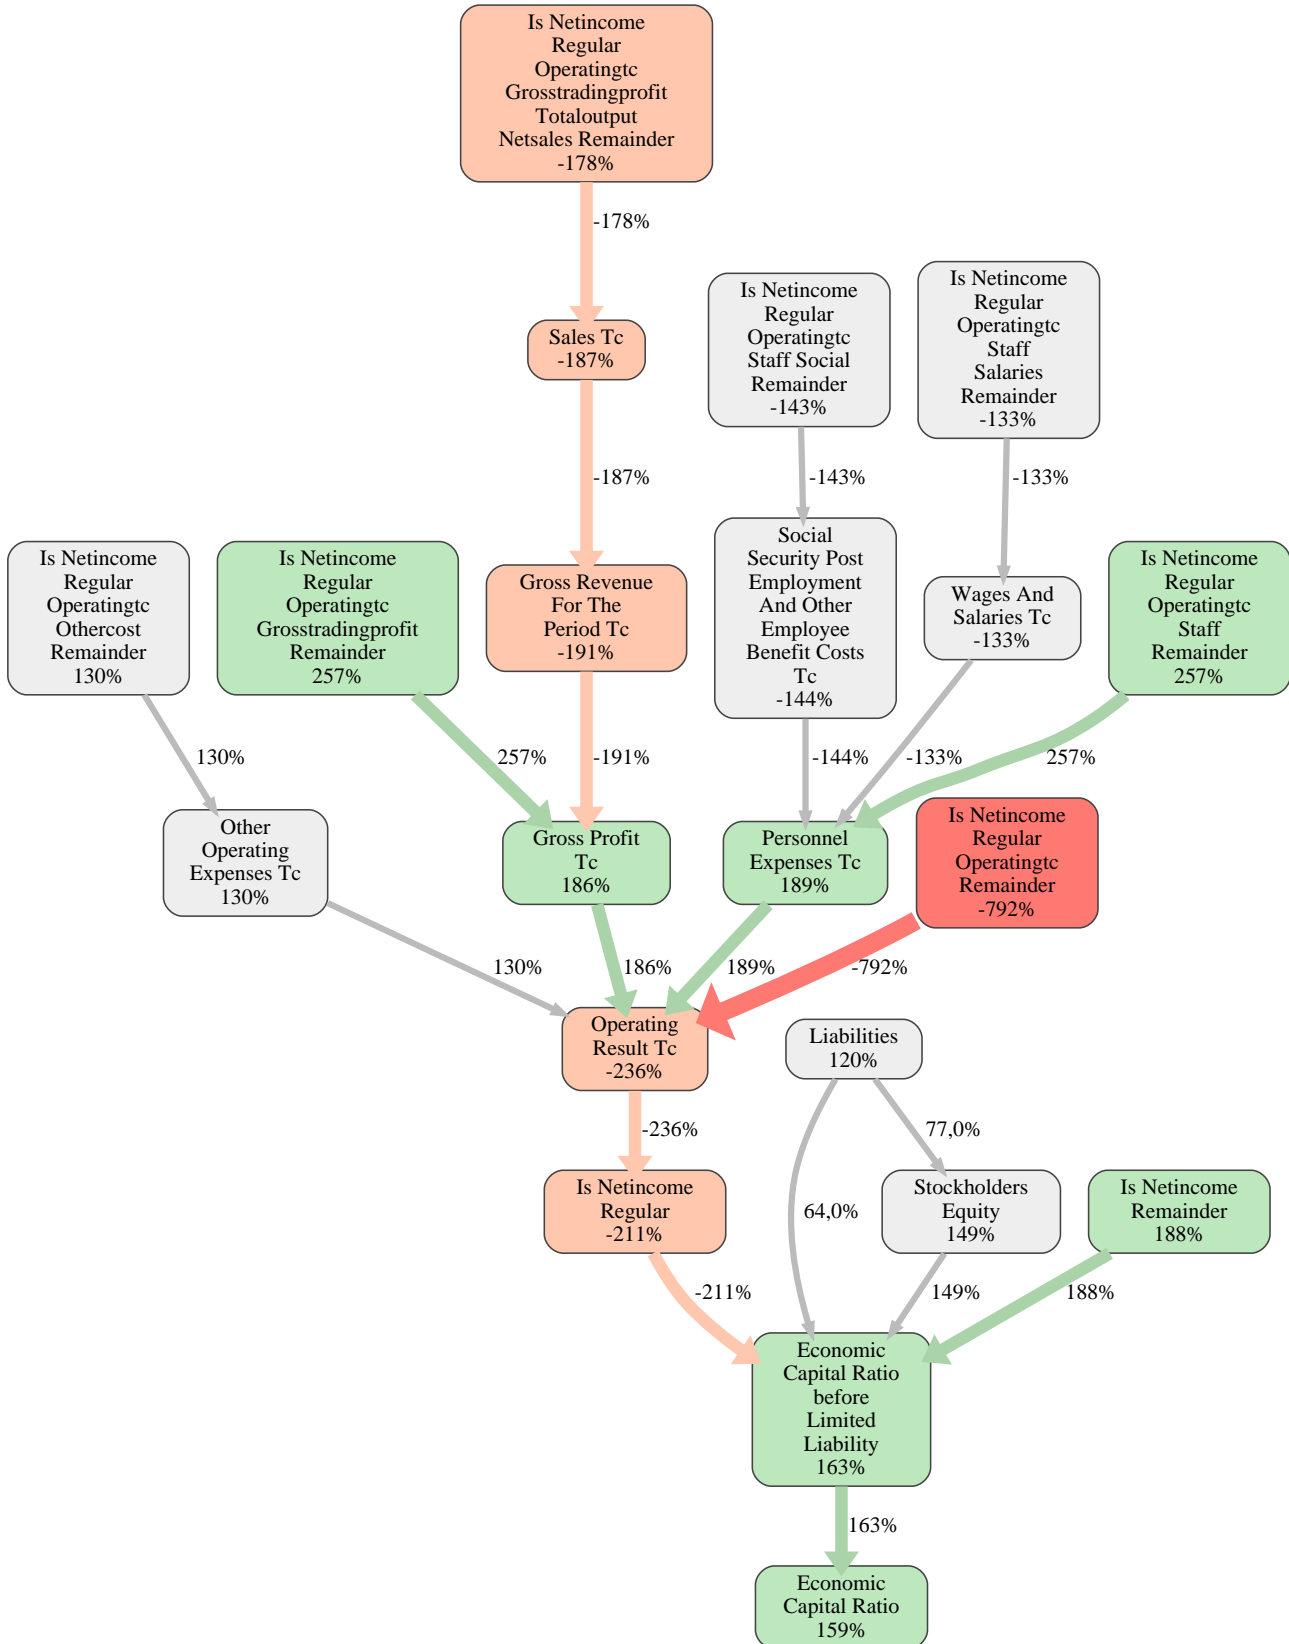 Is Netincome
Regular
Operatingtc
Grosstradingprofit
Totaloutput
Netsales Remainder
-178%
-178%
Sales Tc
-187%
Is Netincome
Regular
Operatingtc
Staff Social
Remainder
-143%
Is Netincome
Regular
Operatingtc
Staff
Salaries
Remainder
-133%
-187%
-143%
-133%
Is Netincome
Regular
Operatingtc
Othercost
Remainder
130%
Is Netincome
Regular
Operatingtc
Grosstradingprofit
Remainder
257%
Gross Revenue
For The
Period Tc
-191%
Social
Security Post
Employment
And Other
Employee
Benefit Costs
Tc
-144%
Wages And
Salaries Tc
-133%
Is Netincome
Regular
Operatingtc
Staff
Remainder
257%
130%
257%
-191%
-144%
-133%
257%
Other
Operating
Expenses Tc
130%
Gross Profit
Tc
186%
Personnel
Expenses Tc
189%
Is Netincome
Regular
Operatingtc
Remainder
-792%
130%
186%
189%
-792%
Operating
Result Tc
-236%
Liabilities
120%
-236%
77,0%
Is Netincome
Regular
-211%
64,0%
Stockholders
Equity
149%
Is Netincome
Remainder
188%
-211%
149%
188%
Economic
Capital Ratio
before
Limited
Liability
163%
163%
Economic
Capital Ratio
159%